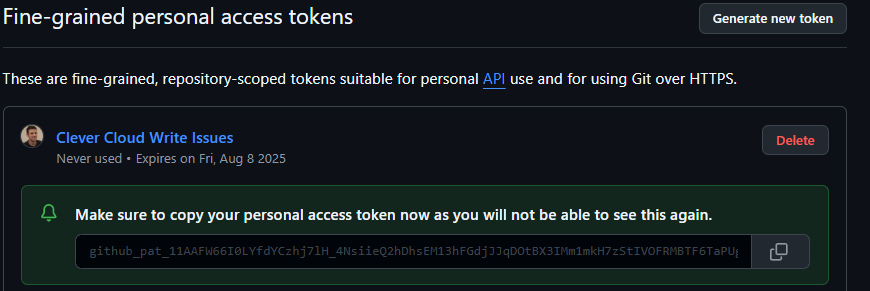 Fine-grained personal access tokens
Generate new token
These are fine-grained, repository-scoped tokens suitable for personal API use and for using Git over HTTPS.
Clever Cloud Write Issues
Never used • Expires on Fri, Aug 8 2025
Delete
Make sure to copy your personal access token now as you will not be able to see this again.